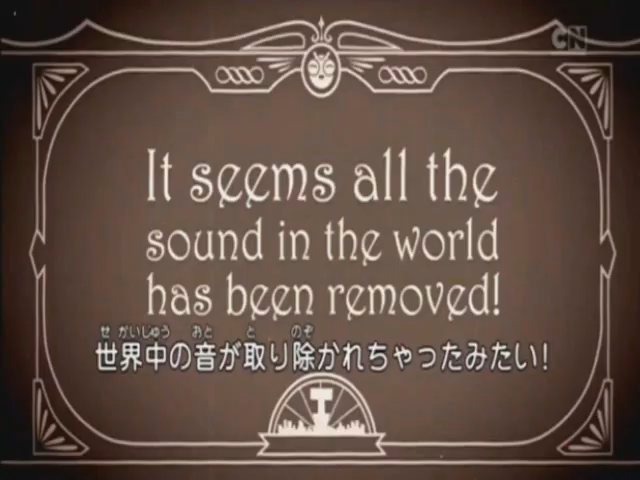 CN
It seems all the
sound in the world
has been removed!
せ かいじゅう おと と のぞ
世界中の音が取り除かれちゃったみたい!
T